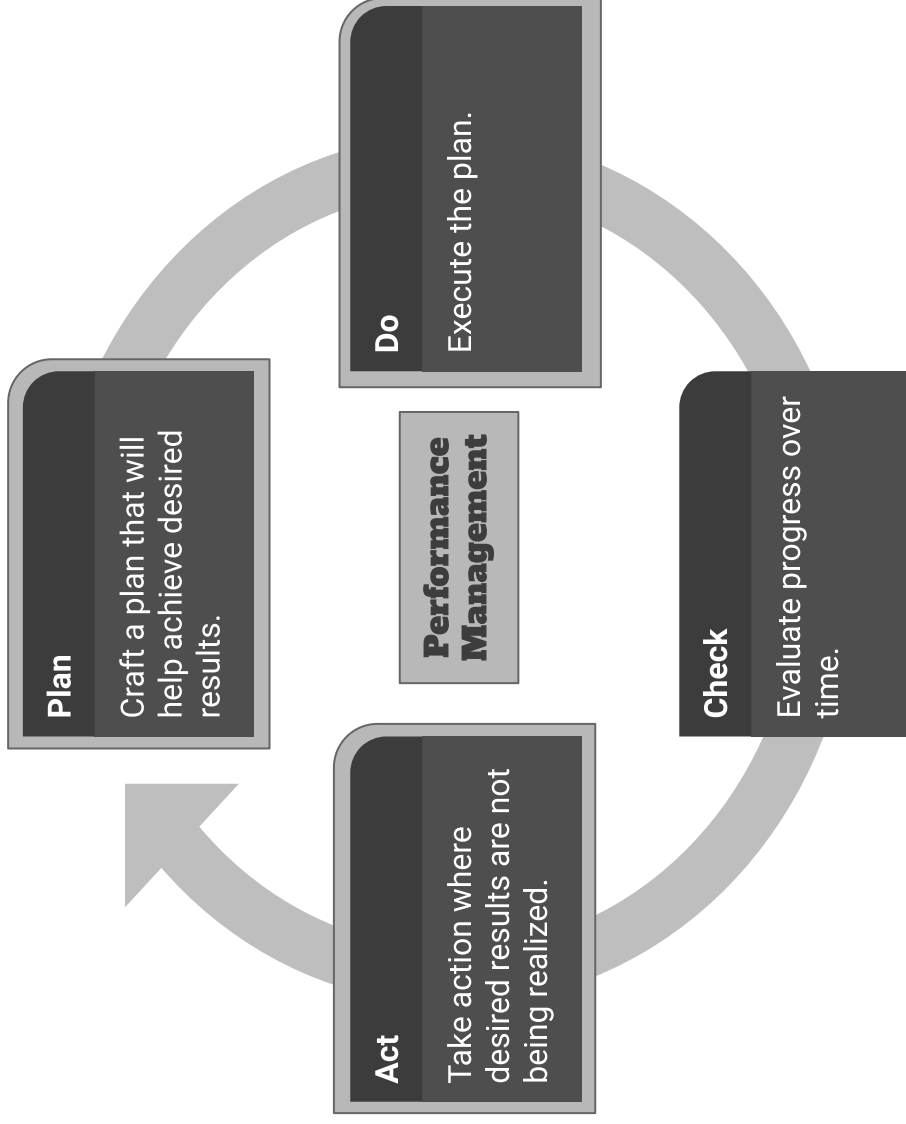 Plan
Craft a plan that will
help achieve desired
results.
Do
Execute the plan.
Performance
Management
Check
Evaluate progress over
time.
Act
Take action where
desired results are not
being realized.